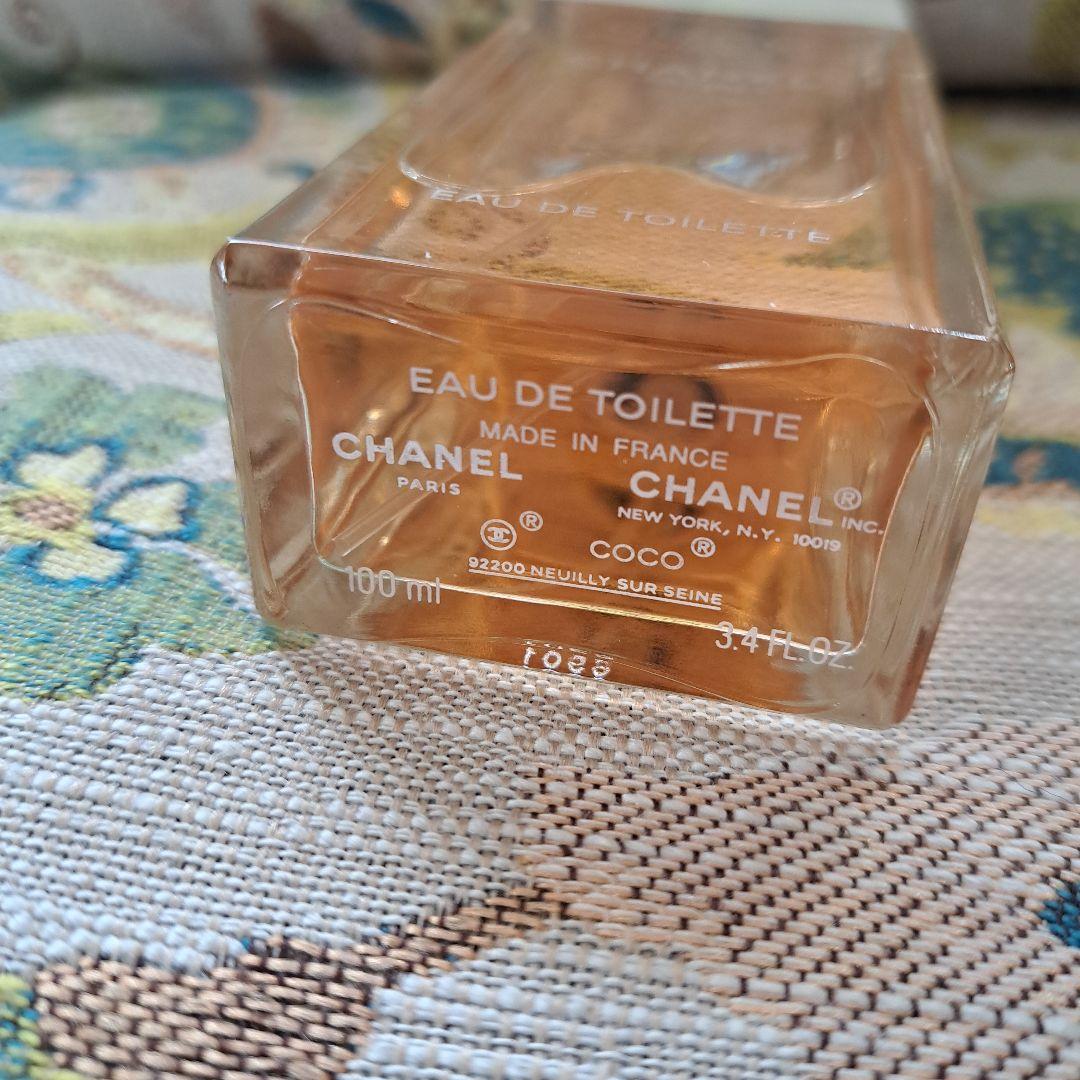 EAU DE TOILETTE
EAU DE TOILETTE
MADE IN FRANCE
CHANEL
PARIS
CHANEL® INC.
NEW YORK, N.Y. 10019
®
COCO®
92200 NEUILLY SUR SEINE
100 ml
3.4 FL.OZ.